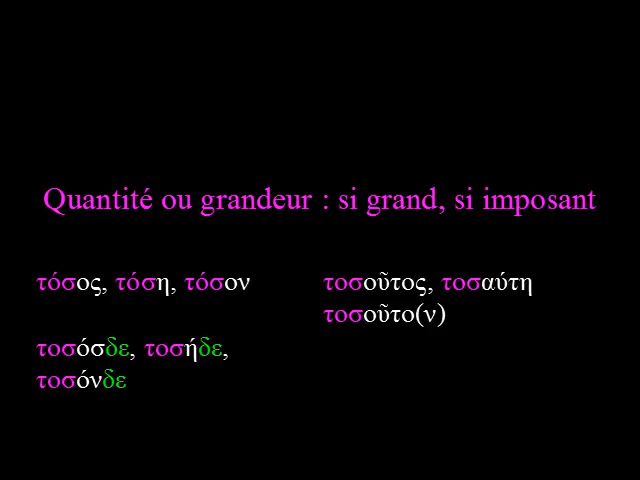 Quantité ou grandeur : si grand, si imposant
τόσος, τόση, τόσον
τοσόσδε, τοσήδε,
τοσόνδε
τοσοῦτος, τοσαύτη
τοσοῦτο(ν)